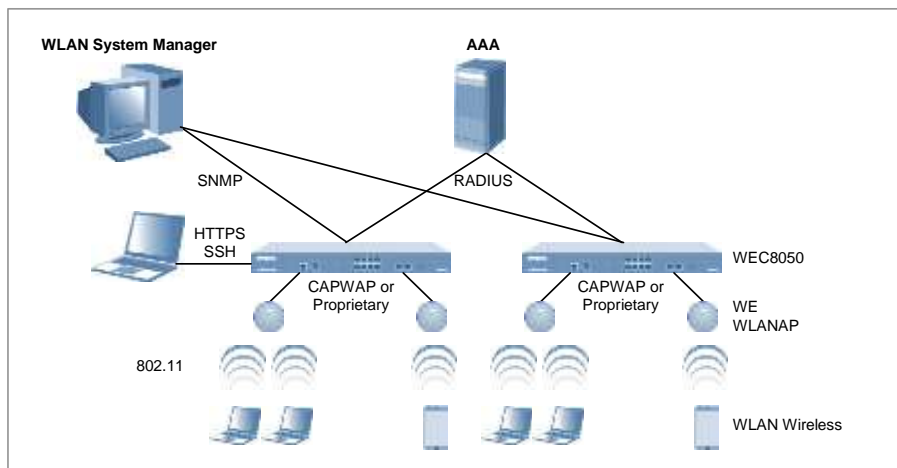 WLAN System Manager
AAA
SNMP
RADIUS
HTTPS
SSH
WEC8050
CAPWAP or
Proprietary
CAPWAP or
Proprietary
WE
WLANAP
802.11
WLAN Wireless